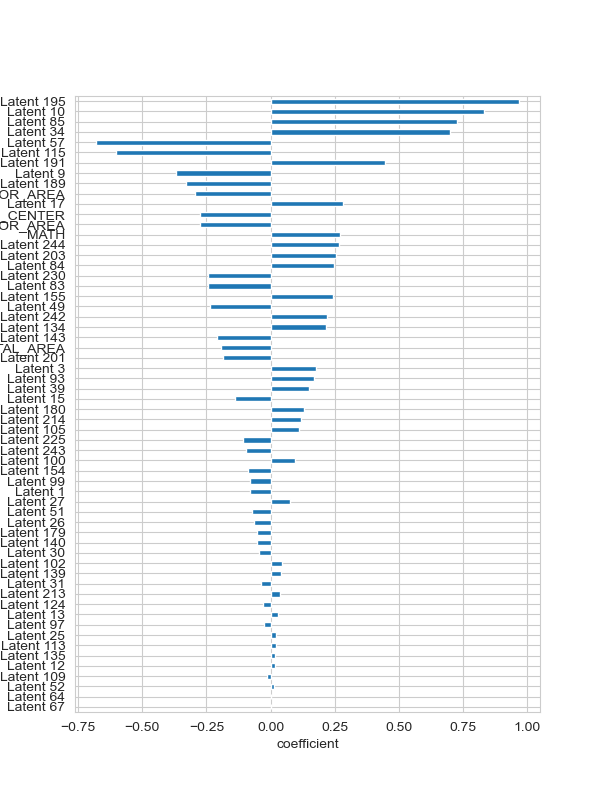 Latent 195
Latent 10
Latent 85
Latent 34
Latent 57
Latent 115
Latent 191
Latent 9
Latent 189
OR_AREA
Latent 17
_CENTER
OR_AREA
_MATH
Latent 244
Latent 203
Latent 84
Latent 230
Latent 83
Latent 155
Latent 49
Latent 242
Latent 134
Latent 143
TAL_AREA
Latent 201
Latent 3
Latent 93
Latent 39
Latent 15
Latent 180
Latent 214
Latent 105
Latent 225
Latent 243
Latent 100
Latent 154
Latent 99
Latent 1
Latent 27
Latent 51
Latent 26
Latent 179
Latent 140
Latent 30
Latent 102
Latent 139
Latent 31
Latent 213
Latent 124
Latent 13
Latent 97
Latent 25
Latent 113
Latent 135
Latent 12
Latent 109
Latent 52
Latent 64
Latent 67
−0.75 −0.50 −0.25 0.00 0.25 0.50 0.75 1.00
coefficient